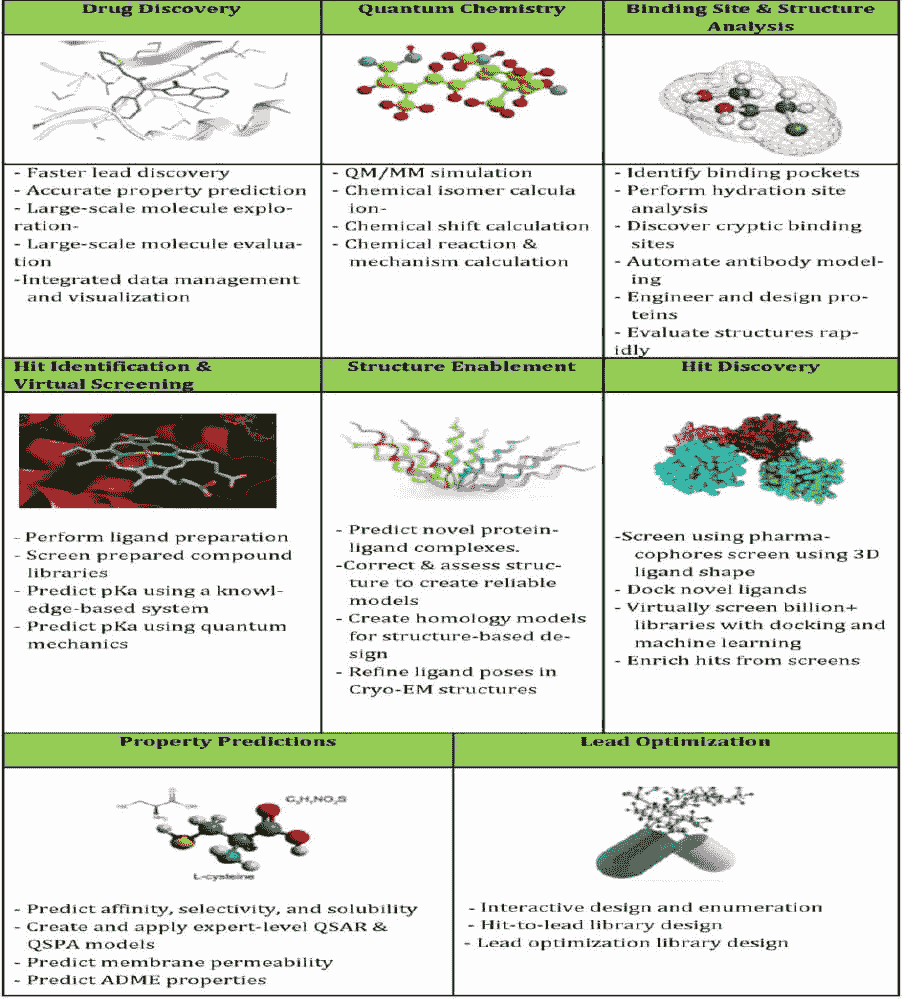 Drug Discovery
- Faster lead discovery
- Accurate property prediction
- Large-scale molecule explo-
ration-
- Large-scale molecule evalua-
tion
-Integrated data management
and visualization
Quantum Chemistry
- QM/MM simulation
- Chemical isomer calcula
ion-
- Chemical shift calculation
- Chemical reaction &
mechanism calculation
Binding Site & Structure
Analysis
- Identify binding pockets
- Perform hydration site
analysis
- Discover cryptic binding
sites
- Automate antibody model-
ing
- Engineer and design pro-
teins
- Evaluate structures rap-
idly
Hit Identification &
Virtual Screening
- Perform ligand preparation
- Screen prepared compound
libraries
- Predict pKa using a knowl-
edge-based system
- Predict pKa using quantum
mechanics
Structure Enablement
- Predict novel protein-
ligand complexes.
-Correct & assess struc-
ture to create reliable
models
- Create homology models
for structure-based de-
sign
- Refine ligand poses in
Cryo-EM structures
Hit Discovery
-Screen using pharma-
cophores screen using 3D
ligand shape
- Dock novel ligands
- Virtually screen billion+
libraries with docking and
machine learning
- Enrich hits from screens
Property Predictions
C₃H₇NO₂S
L-cysteine
- Predict affinity, selectivity, and solubility
- Create and apply expert-level QSAR &
QSPA models
- Predict membrane permeability
- Predict ADME properties
Lead Optimization
- Interactive design and enumeration
- Hit-to-lead library design
- Lead optimization library design